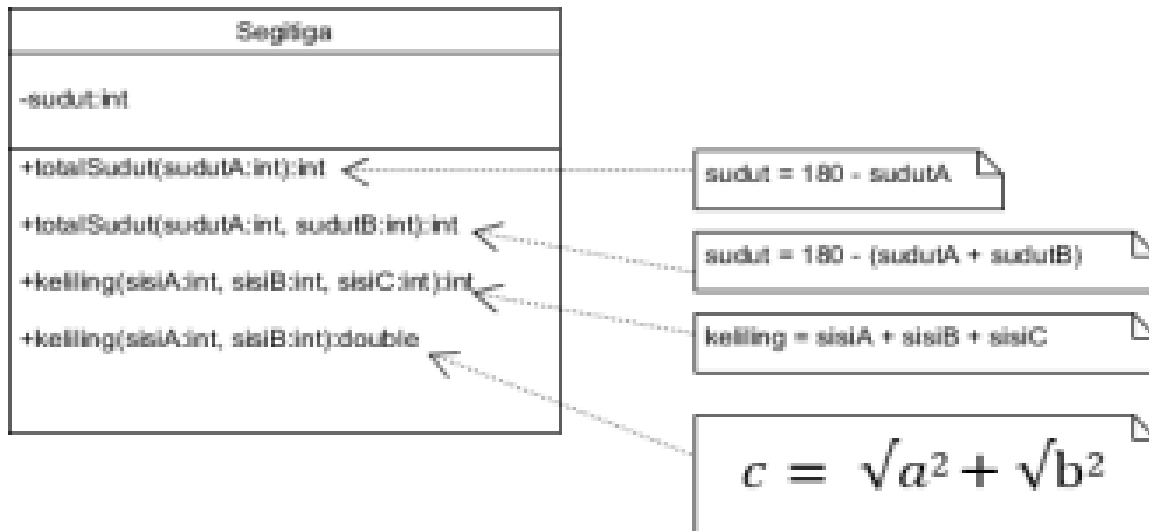 Segitiga
-sudut:int
+totalSudut(sudutA:int):int
+totalSudut(sudutA:int, sudutB:int):int
+keliling(sisiA:int, sisiB:int, sisiC:int):int
+keliling(sisiA:int, sisiB:int):double
sudut = 180 - sudutA
sudut = 180 - (sudutA + sudutB)
keliling = sisiA + sisiB + sisiC
c = √a² + √b²